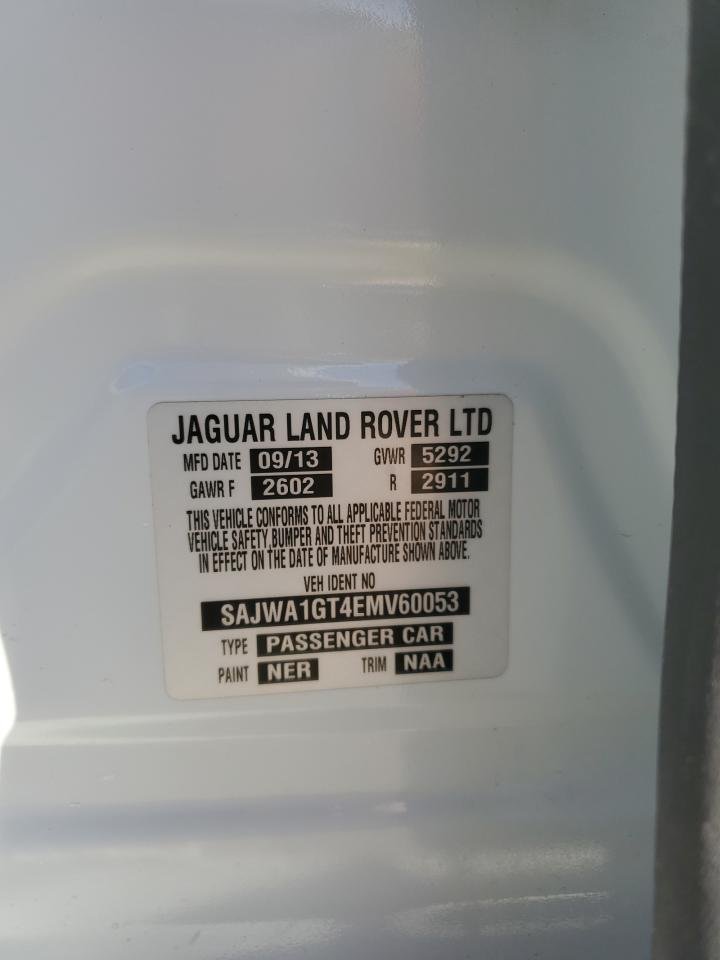 JAGUAR LAND ROVER LTD
MFD DATE 09/13 GVWR 5292
GAWR F 2602 R 2911
THIS VEHICLE CONFORMS TO ALL APPLICABLE FEDERAL MOTOR
VEHICLE SAFETY,BUMPER AND THEFT PREVENTION STANDARDS
IN EFFECT ON THE DATE OF MANUFACTURE SHOWN ABOVE.
VEH IDENT NO
SAJWA1GT4EMV60053
TYPE PASSENGER CAR
PAINT NER TRIM NAA